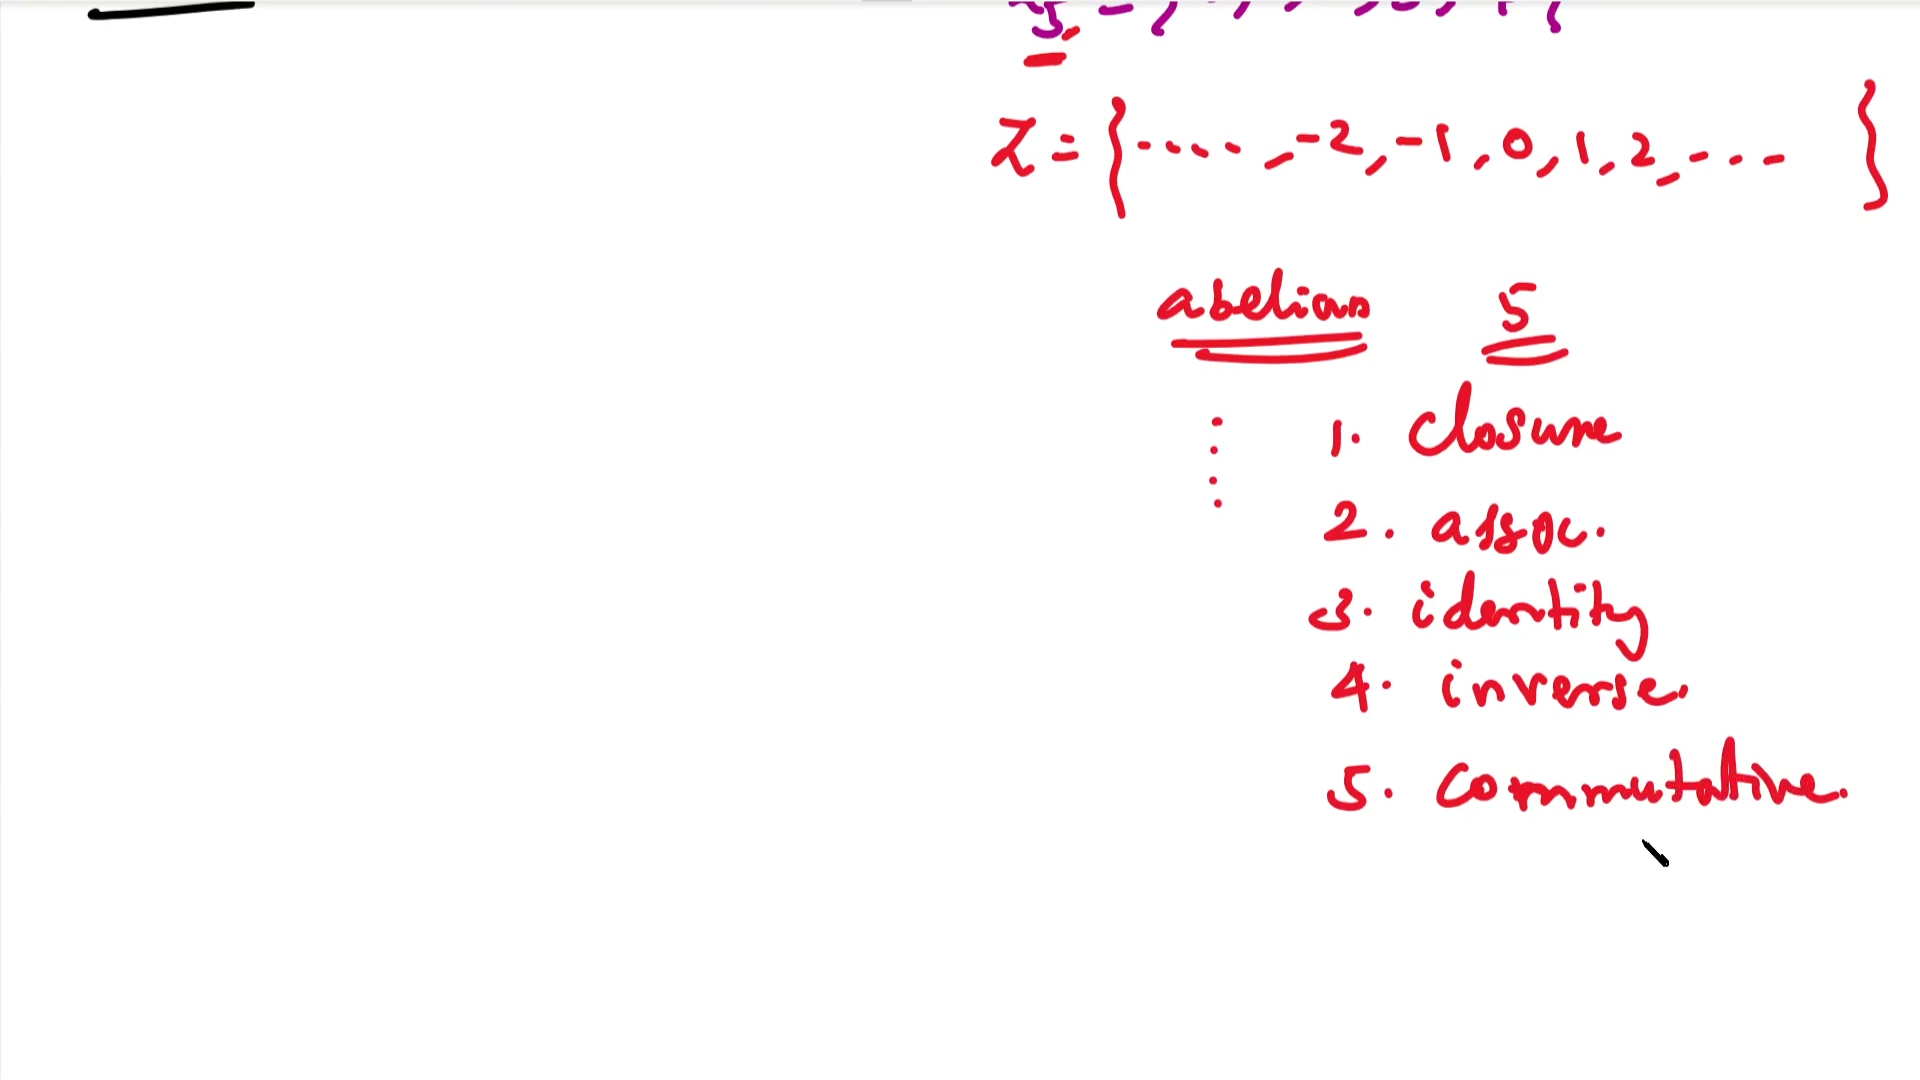 Z = { . . . . , -2, -1, 0, 1, 2, . . . }
abelian 5
1. closure
2. assoc.
3. identity
4. inverse.
5. commutative.